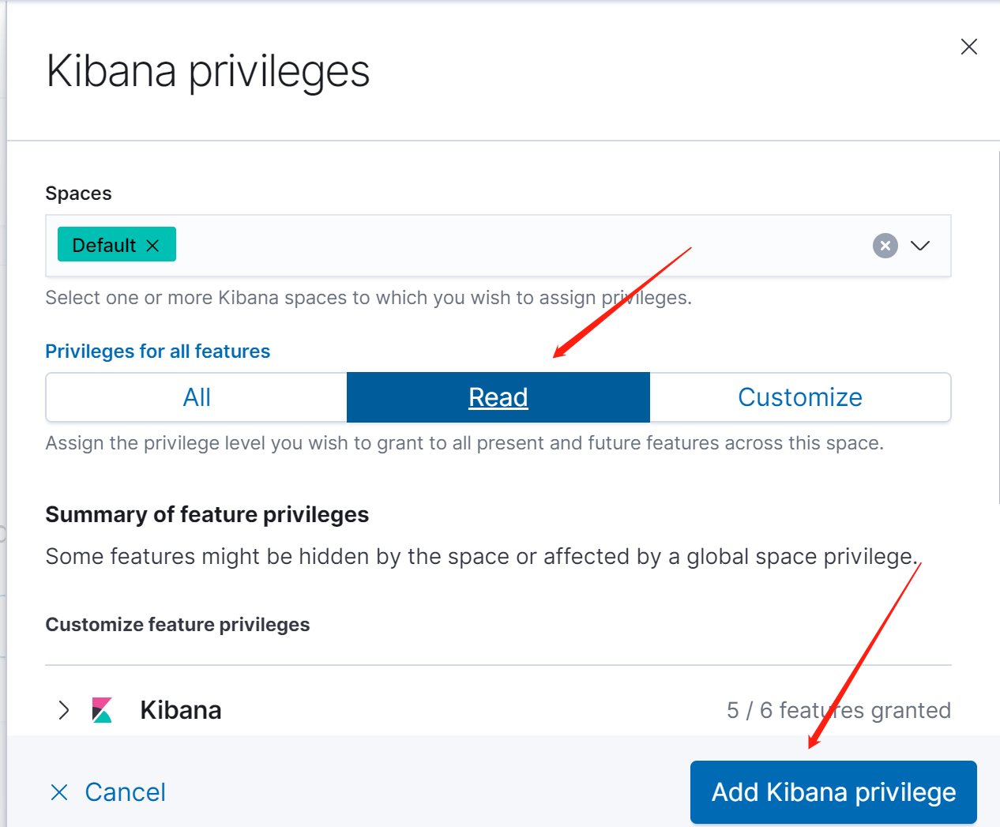 Kibana privileges
Spaces
Default
Select one or more Kibana spaces to which you wish to assign privileges.
Privileges for all features
All
Read
Customize
Assign the privilege level you wish to grant to all present and future features across this space.
Summary of feature privileges
Some features might be hidden by the space or affected by a global space privilege.
Customize feature privileges
Kibana
5 / 6 features granted
Cancel
Add Kibana privilege